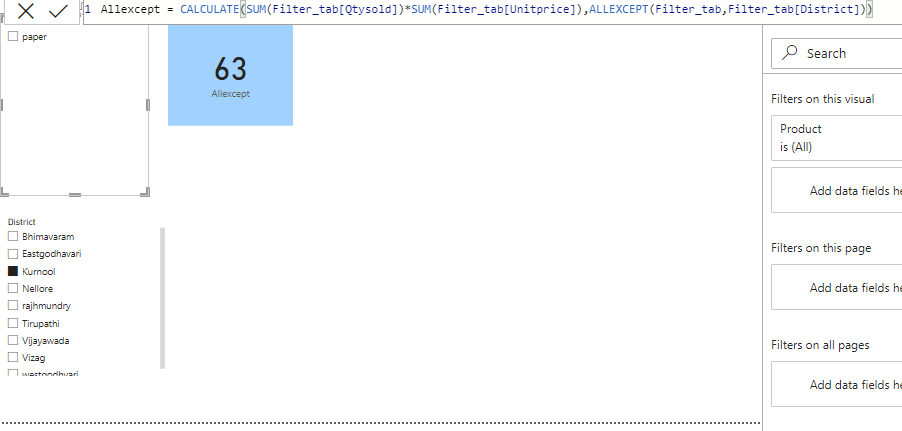 1 Allexcept = CALCULATE(SUM(Filter_tab[Qtysold])*SUM(Filter_tab[Unitprice]),ALLEXCEPT(Filter_tab,Filter_tab[District]))
paper
63
Allexcept
Search
Filters on this visual
Product
is (All)
Add data fields he
Filters on this page
Add data fields he
Filters on all pages
Add data fields he
District
Bhimavaram
Eastgodhavari
Kurnool
Nellore
rajhmundry
Tirupathi
Vijayawada
Vizag
westgodhvari